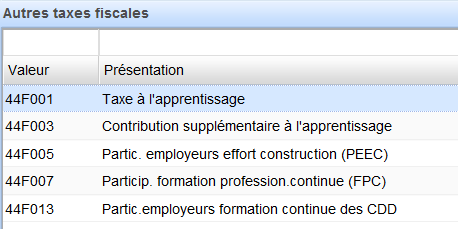 Autres taxes fiscales
Valeur Présentation
44F001 Taxe à l'apprentissage
44F003 Contribution supplémentaire à l'apprentissage
44F005 Partic. employeurs effort construction (PEEC)
44F007 Particip. formation profession.continue (FPC)
44F013 Partic.employeurs formation continue des CDD